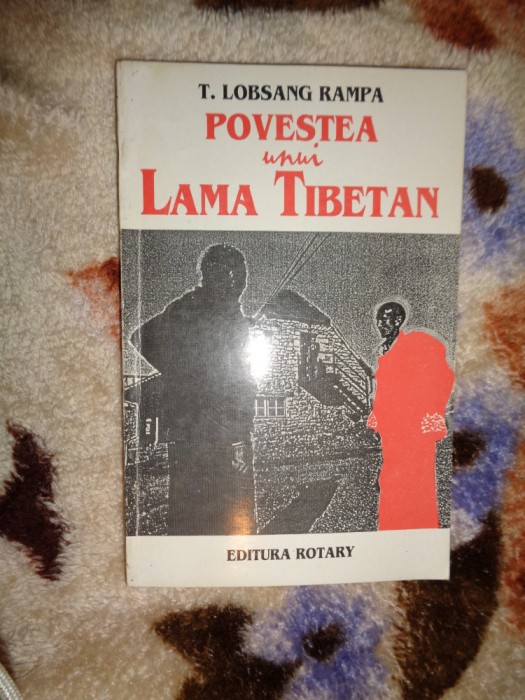 T. LOBSANG RAMPA
POVESTEA
unui
LAMA TIBETAN
EDITURA ROTARY